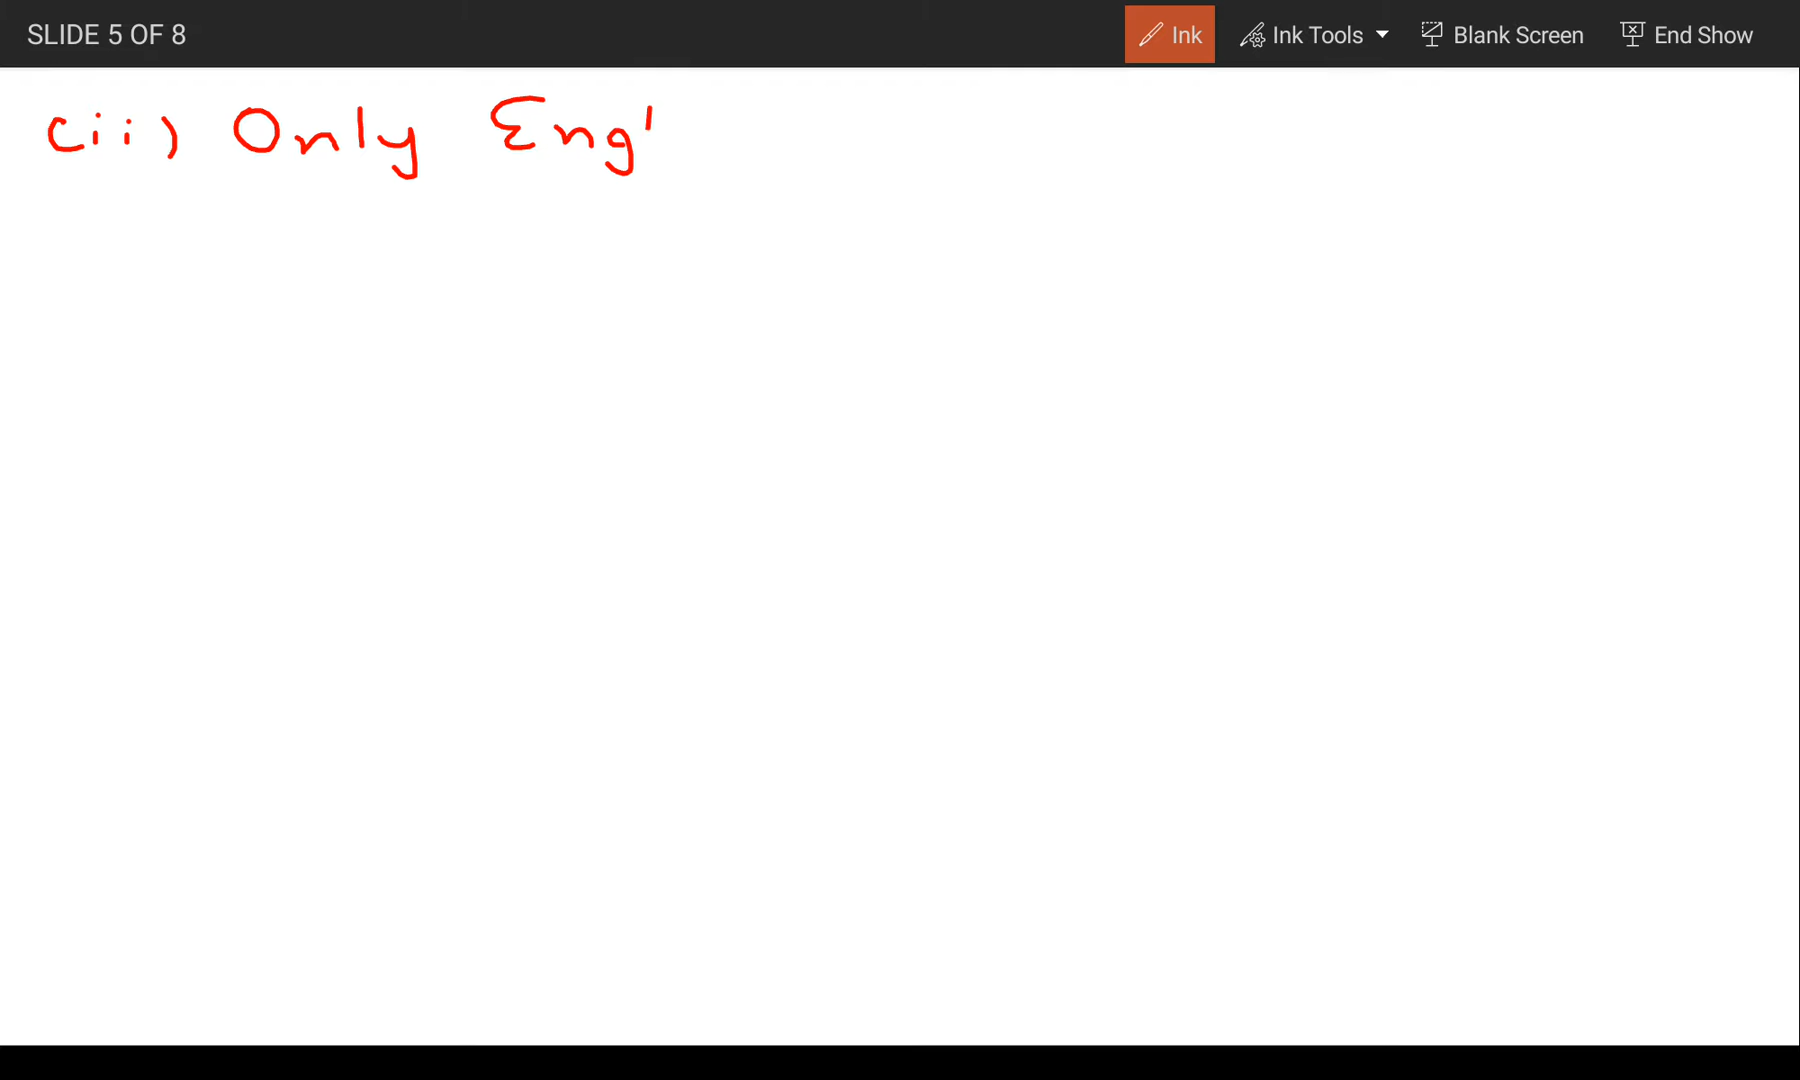 SLIDE 5 OF 8 Ink Ink Tools Blank Screen End Show
(ii) Only Eng'